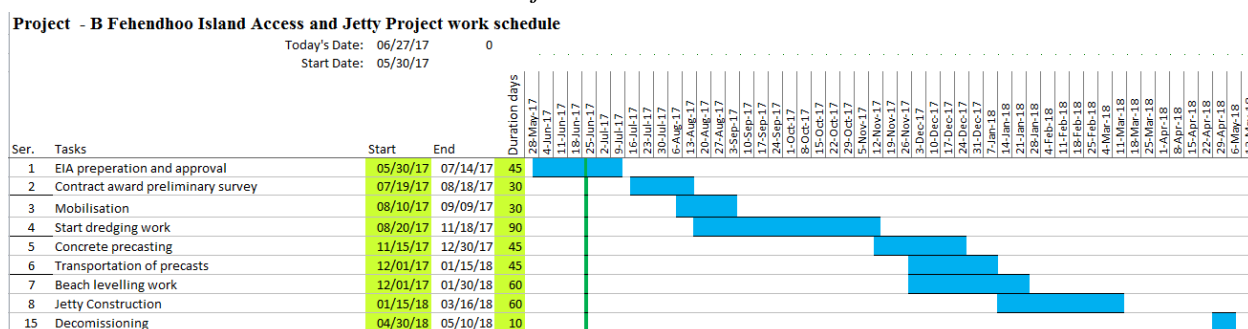 Project - B Fehendhoo Island Access and Jetty Project work schedule
Today's Date: 06/27/17 0
Start Date: 05/30/17
Ser. Tasks Start End Duration days 28-May-17 4-Jun-17 11-Jun-17 18-Jun-17 25-Jun-17 2-Jul-17 9-Jul-17 16-Jul-17 23-Jul-17 30-Jul-17 6-Aug-17 13-Aug-17 20-Aug-17 27-Aug-17 3-Sep-17 10-Sep-17 17-Sep-17 24-Sep-17 1-Oct-17 8-Oct-17 15-Oct-17 22-Oct-17 29-Oct-17 5-Nov-17 12-Nov-17 19-Nov-17 26-Nov-17 3-Dec-17 10-Dec-17 17-Dec-17 24-Dec-17 31-Dec-17 7-Jan-18 14-Jan-18 21-Jan-18 28-Jan-18 4-Feb-18 11-Feb-18 18-Feb-18 25-Feb-18 4-Mar-18 11-Mar-18 18-Mar-18 25-Mar-18 1-Apr-18 8-Apr-18 15-Apr-18 22-Apr-18 29-Apr-18 6-May-18
1 EIA preperation and approval 05/30/17 07/14/17 45
2 Contract award preliminary survey 07/19/17 08/18/17 30
3 Mobilisation 08/10/17 09/09/17 30
4 Start dredging work 08/20/17 11/18/17 90
5 Concrete precasting 11/15/17 12/30/17 45
6 Transportation of precasts 12/01/17 01/15/18 45
7 Beach levelling work 12/01/17 01/30/18 60
8 Jetty Construction 01/15/18 03/16/18 60
15 Decomissioning 04/30/18 05/10/18 10